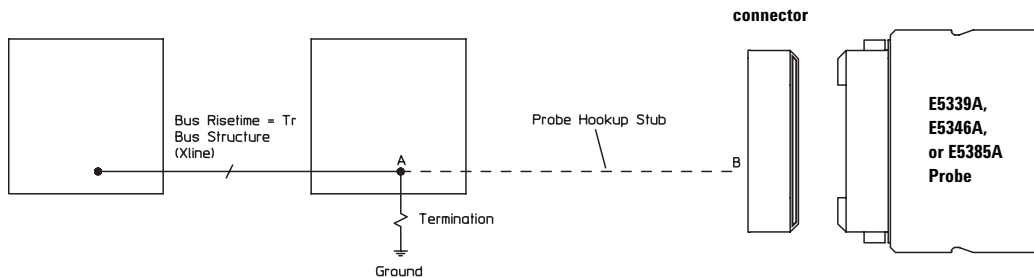 connector
Bus Risetime = Tr
Bus Structure
(Xline)
A
Probe Hookup Stub
B
E5339A,
E5346A,
or E5385A
Probe
Termination
Ground